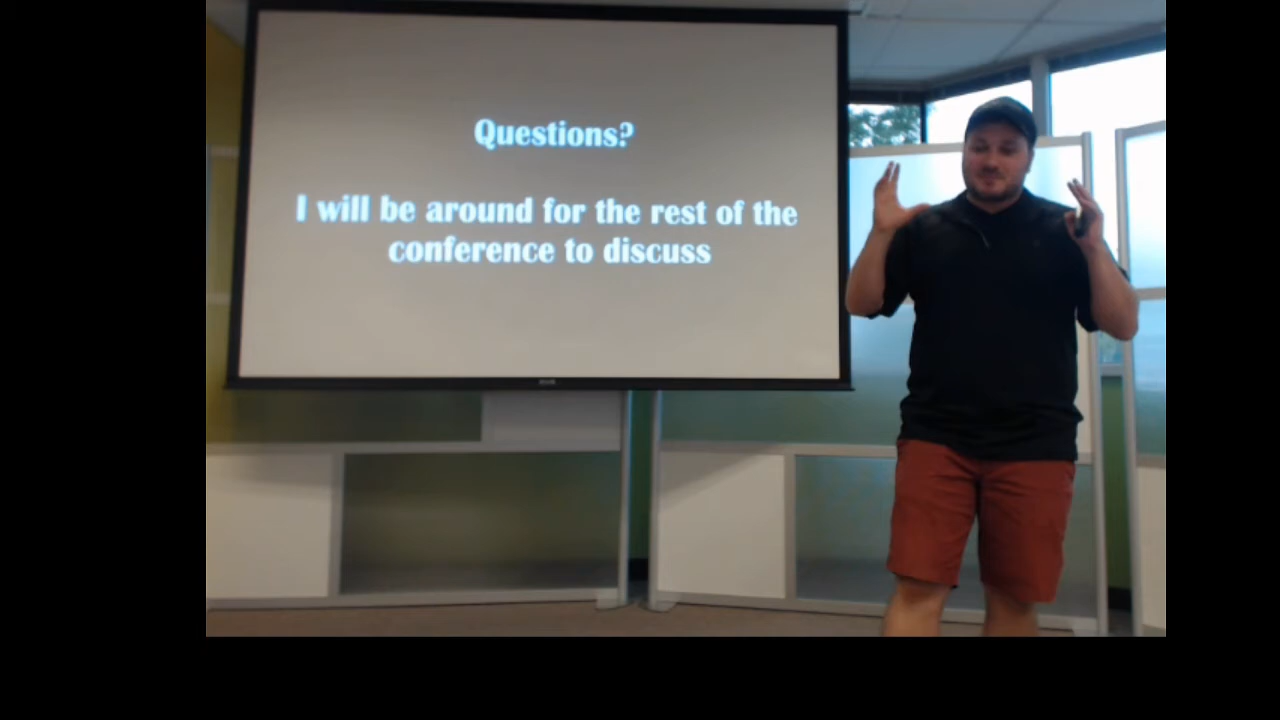 Questions?
I will be around for the rest of the
conference to discuss